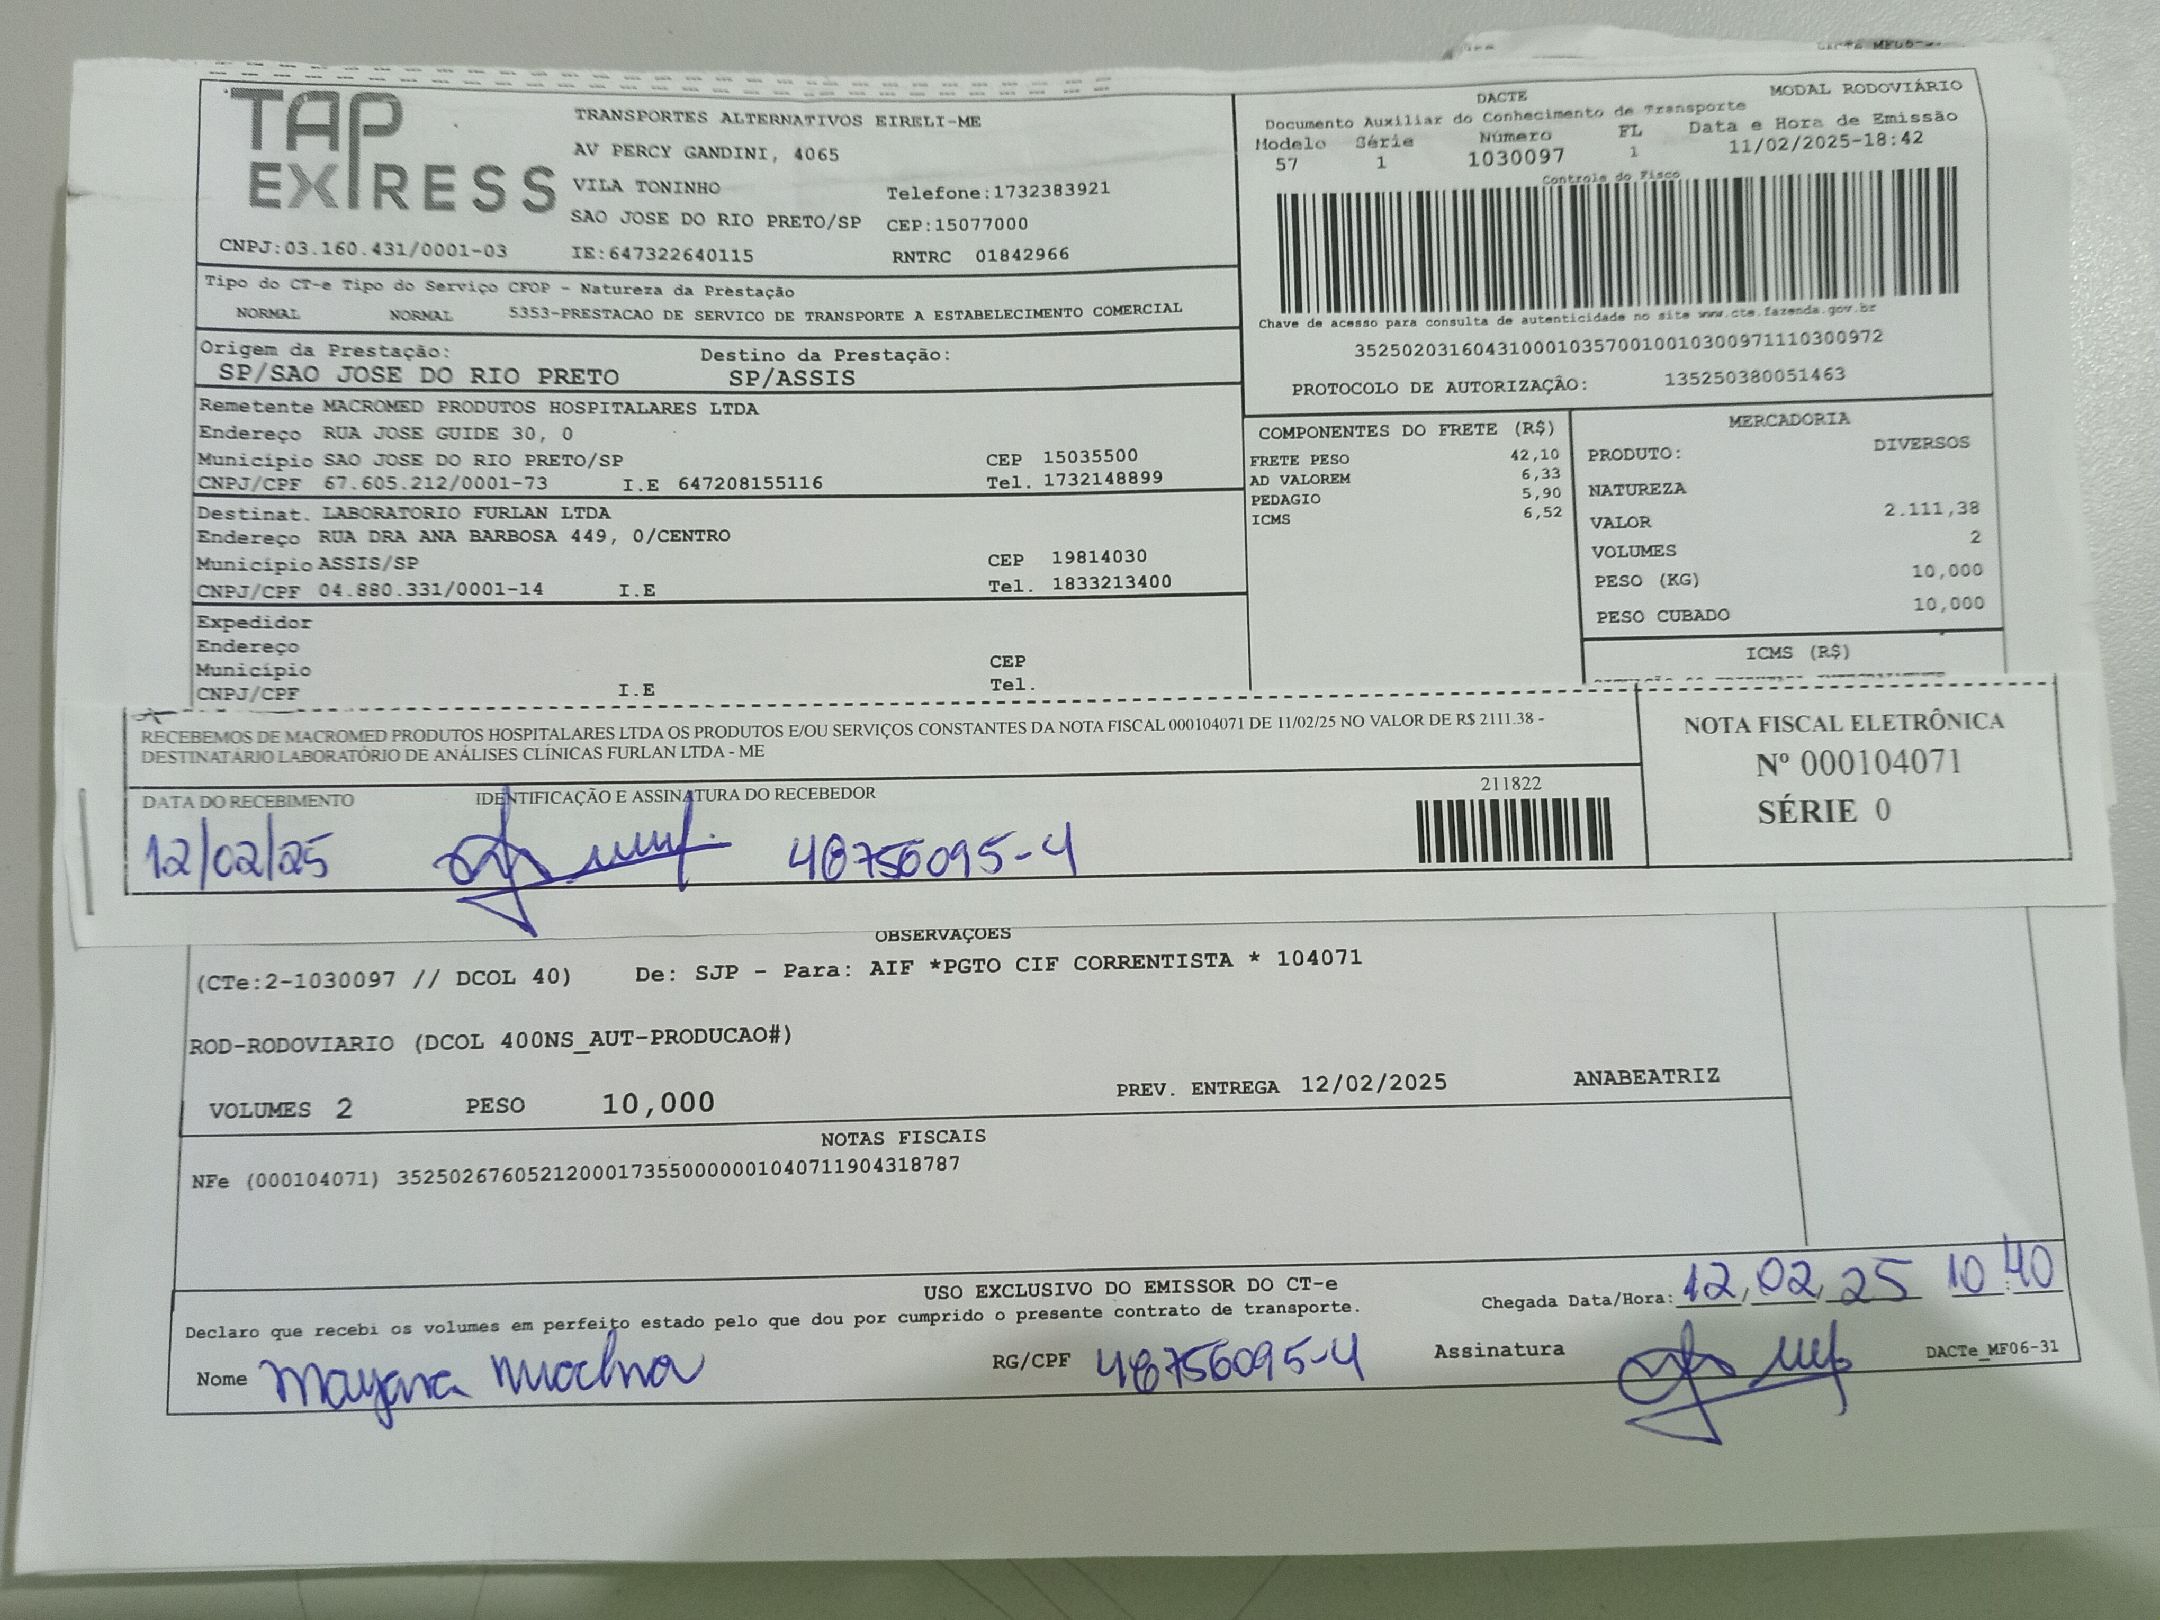 TAP EXPRESS
TRANSPORTES ALTERNATIVOS EIRELI-ME
AV PERCY GANDINI, 4065
VILA TONINHO Telefone:1732383921
SAO JOSE DO RIO PRETO/SP CEP:15077000
CNPJ:03.160.431/0001-03 IE:647322640115 RNTRC 01842966
DACTE MODAL RODOVIÁRIO
Documento Auxiliar do Conhecimento de Transporte
Modelo Série Número FL Data e Hora de Emissão
57 1 1030097 1 11/02/2025-18:42
Controle do Fisco
Chave de acesso para consulta de autenticidade no site www.cte.fazenda.gov.br
35250203160431000103570010010300971110300972
PROTOCOLO DE AUTORIZAÇÃO: 135250380051463
Tipo do CT-e Tipo do Serviço CFOP - Natureza da Prestação
NORMAL NORMAL 5353-PRESTACAO DE SERVICO DE TRANSPORTE A ESTABELECIMENTO COMERCIAL
Origem da Prestação: Destino da Prestação:
SP/SAO JOSE DO RIO PRETO SP/ASSIS
Remetente MACROMED PRODUTOS HOSPITALARES LTDA
Endereço RUA JOSE GUIDE 30, 0
Município SAO JOSE DO RIO PRETO/SP CEP 15035500
CNPJ/CPF 67.605.212/0001-73 I.E 647208155116 Tel. 1732148899
Destinat. LABORATORIO FURLAN LTDA
Endereço RUA DRA ANA BARBOSA 449, 0/CENTRO
Município ASSIS/SP CEP 19814030
CNPJ/CPF 04.880.331/0001-14 I.E Tel. 1833213400
Expedidor
Endereço
Município CEP
CNPJ/CPF I.E Tel.
COMPONENTES DO FRETE (R$)
FRETE PESO 42,10
AD VALOREM 6,33
PEDAGIO 5,90
ICMS 6,52
MERCADORIA
PRODUTO: DIVERSOS
NATUREZA
VALOR 2.111,38
VOLUMES 2
PESO (KG) 10,000
PESO CUBADO 10,000
ICMS (R$)
RECEBEMOS DE MACROMED PRODUTOS HOSPITALARES LTDA OS PRODUTOS E/OU SERVIÇOS CONSTANTES DA NOTA FISCAL 000104071 DE 11/02/25 NO VALOR DE R$ 2111.38 -
DESTINATÁRIO LABORATÓRIO DE ANÁLISES CLÍNICAS FURLAN LTDA - ME
DATA DO RECEBIMENTO IDENTIFICAÇÃO E ASSINATURA DO RECEBEDOR
12/02/25 48756095-4
211822
NOTA FISCAL ELETRÔNICA
Nº 000104071
SÉRIE 0
OBSERVAÇOES
(CTe:2-1030097 // DCOL 40) De: SJP - Para: AIF *PGTO CIF CORRENTISTA * 104071
ROD-RODOVIARIO (DCOL 400NS_AUT-PRODUCAO#)
VOLUMES 2 PESO 10,000 PREV. ENTREGA 12/02/2025 ANABEATRIZ
NOTAS FISCAIS
NFe (000104071) 35250267605212000173550000001040711904318787
USO EXCLUSIVO DO EMISSOR DO CT-e
Declaro que recebi os volumes em perfeito estado pelo que dou por cumprido o presente contrato de transporte.
Chegada Data/Hora: 12, 02, 25 10:40
Nome Mayara RG/CPF 48756095-4 Assinatura DACTe_MF06-31